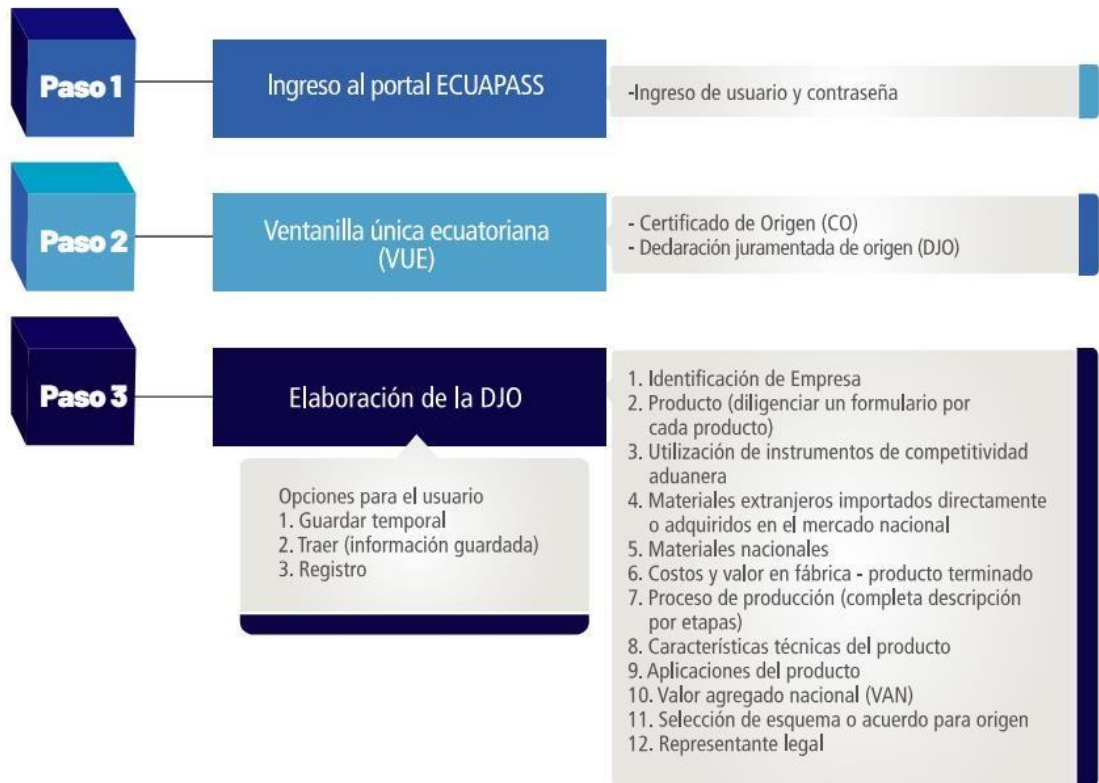 Paso 1
Ingreso al portal ECUAPASS
-Ingreso de usuario y contraseña
Paso 2
Ventanilla única ecuatoriana
(VUE)
- Certificado de Origen (CO)
- Declaración juramentada de origen (DJO)
Paso 3
Elaboración de la DJO
Opciones para el usuario
1. Guardar temporal
2. Traer (información guardada)
3. Registro
1. Identificación de Empresa
2. Producto (diligenciar un formulario por
cada producto)
3. Utilización de instrumentos de competitividad
aduanera
4. Materiales extranjeros importados directamente
o adquiridos en el mercado nacional
5. Materiales nacionales
6. Costos y valor en fábrica - producto terminado
7. Proceso de producción (completa descripción
por etapas)
8. Características técnicas del producto
9. Aplicaciones del producto
10. Valor agregado nacional (VAN)
11. Selección de esquema o acuerdo para origen
12. Representante legal